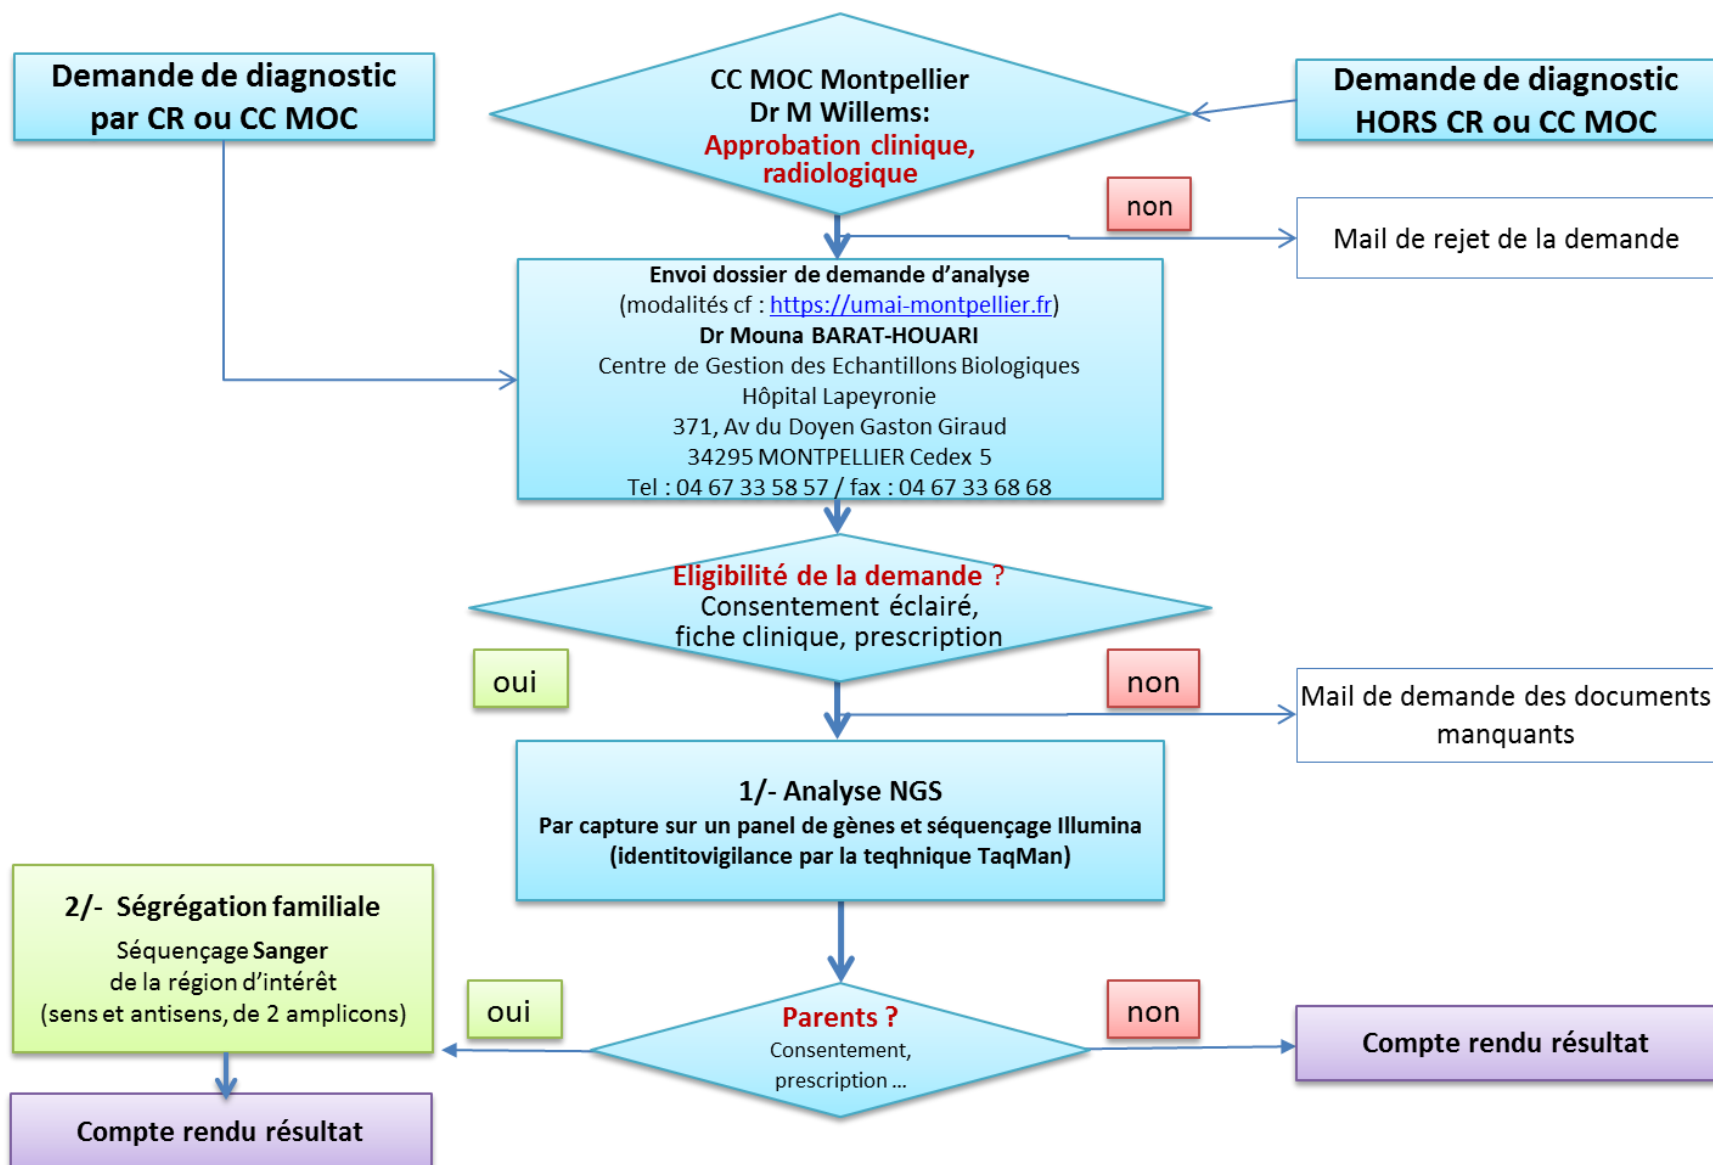 Demande de diagnostic
par CR ou CC MOC
CC MOC Montpellier
Dr M Willems:
Approbation clinique,
radiologique
Demande de diagnostic
HORS CR ou CC MOC
non
Mail de rejet de la demande
Envoi dossier de demande d’analyse
(modalités cf : https://umai-montpellier.fr)
Dr Mouna BARAT-HOUARI
Centre de Gestion des Echantillons Biologiques
Hôpital Lapeyronie
371, Av du Doyen Gaston Giraud
34295 MONTPELLIER Cedex 5
Tel : 04 67 33 58 57 / fax : 04 67 33 68 68
Eligibilité de la demande ?
Consentement éclairé,
fiche clinique, prescription
oui
non
Mail de demande des documents
manquants
1/- Analyse NGS
Par capture sur un panel de gènes et séquençage Illumina
(identitovigilance par la teqhnique TaqMan)
2/- Ségrégation familiale
Séquençage Sanger
de la région d’intérêt
(sens et antisens, de 2 amplicons)
oui
Parents ?
Consentement,
prescription ...
non
Compte rendu résultat
Compte rendu résultat